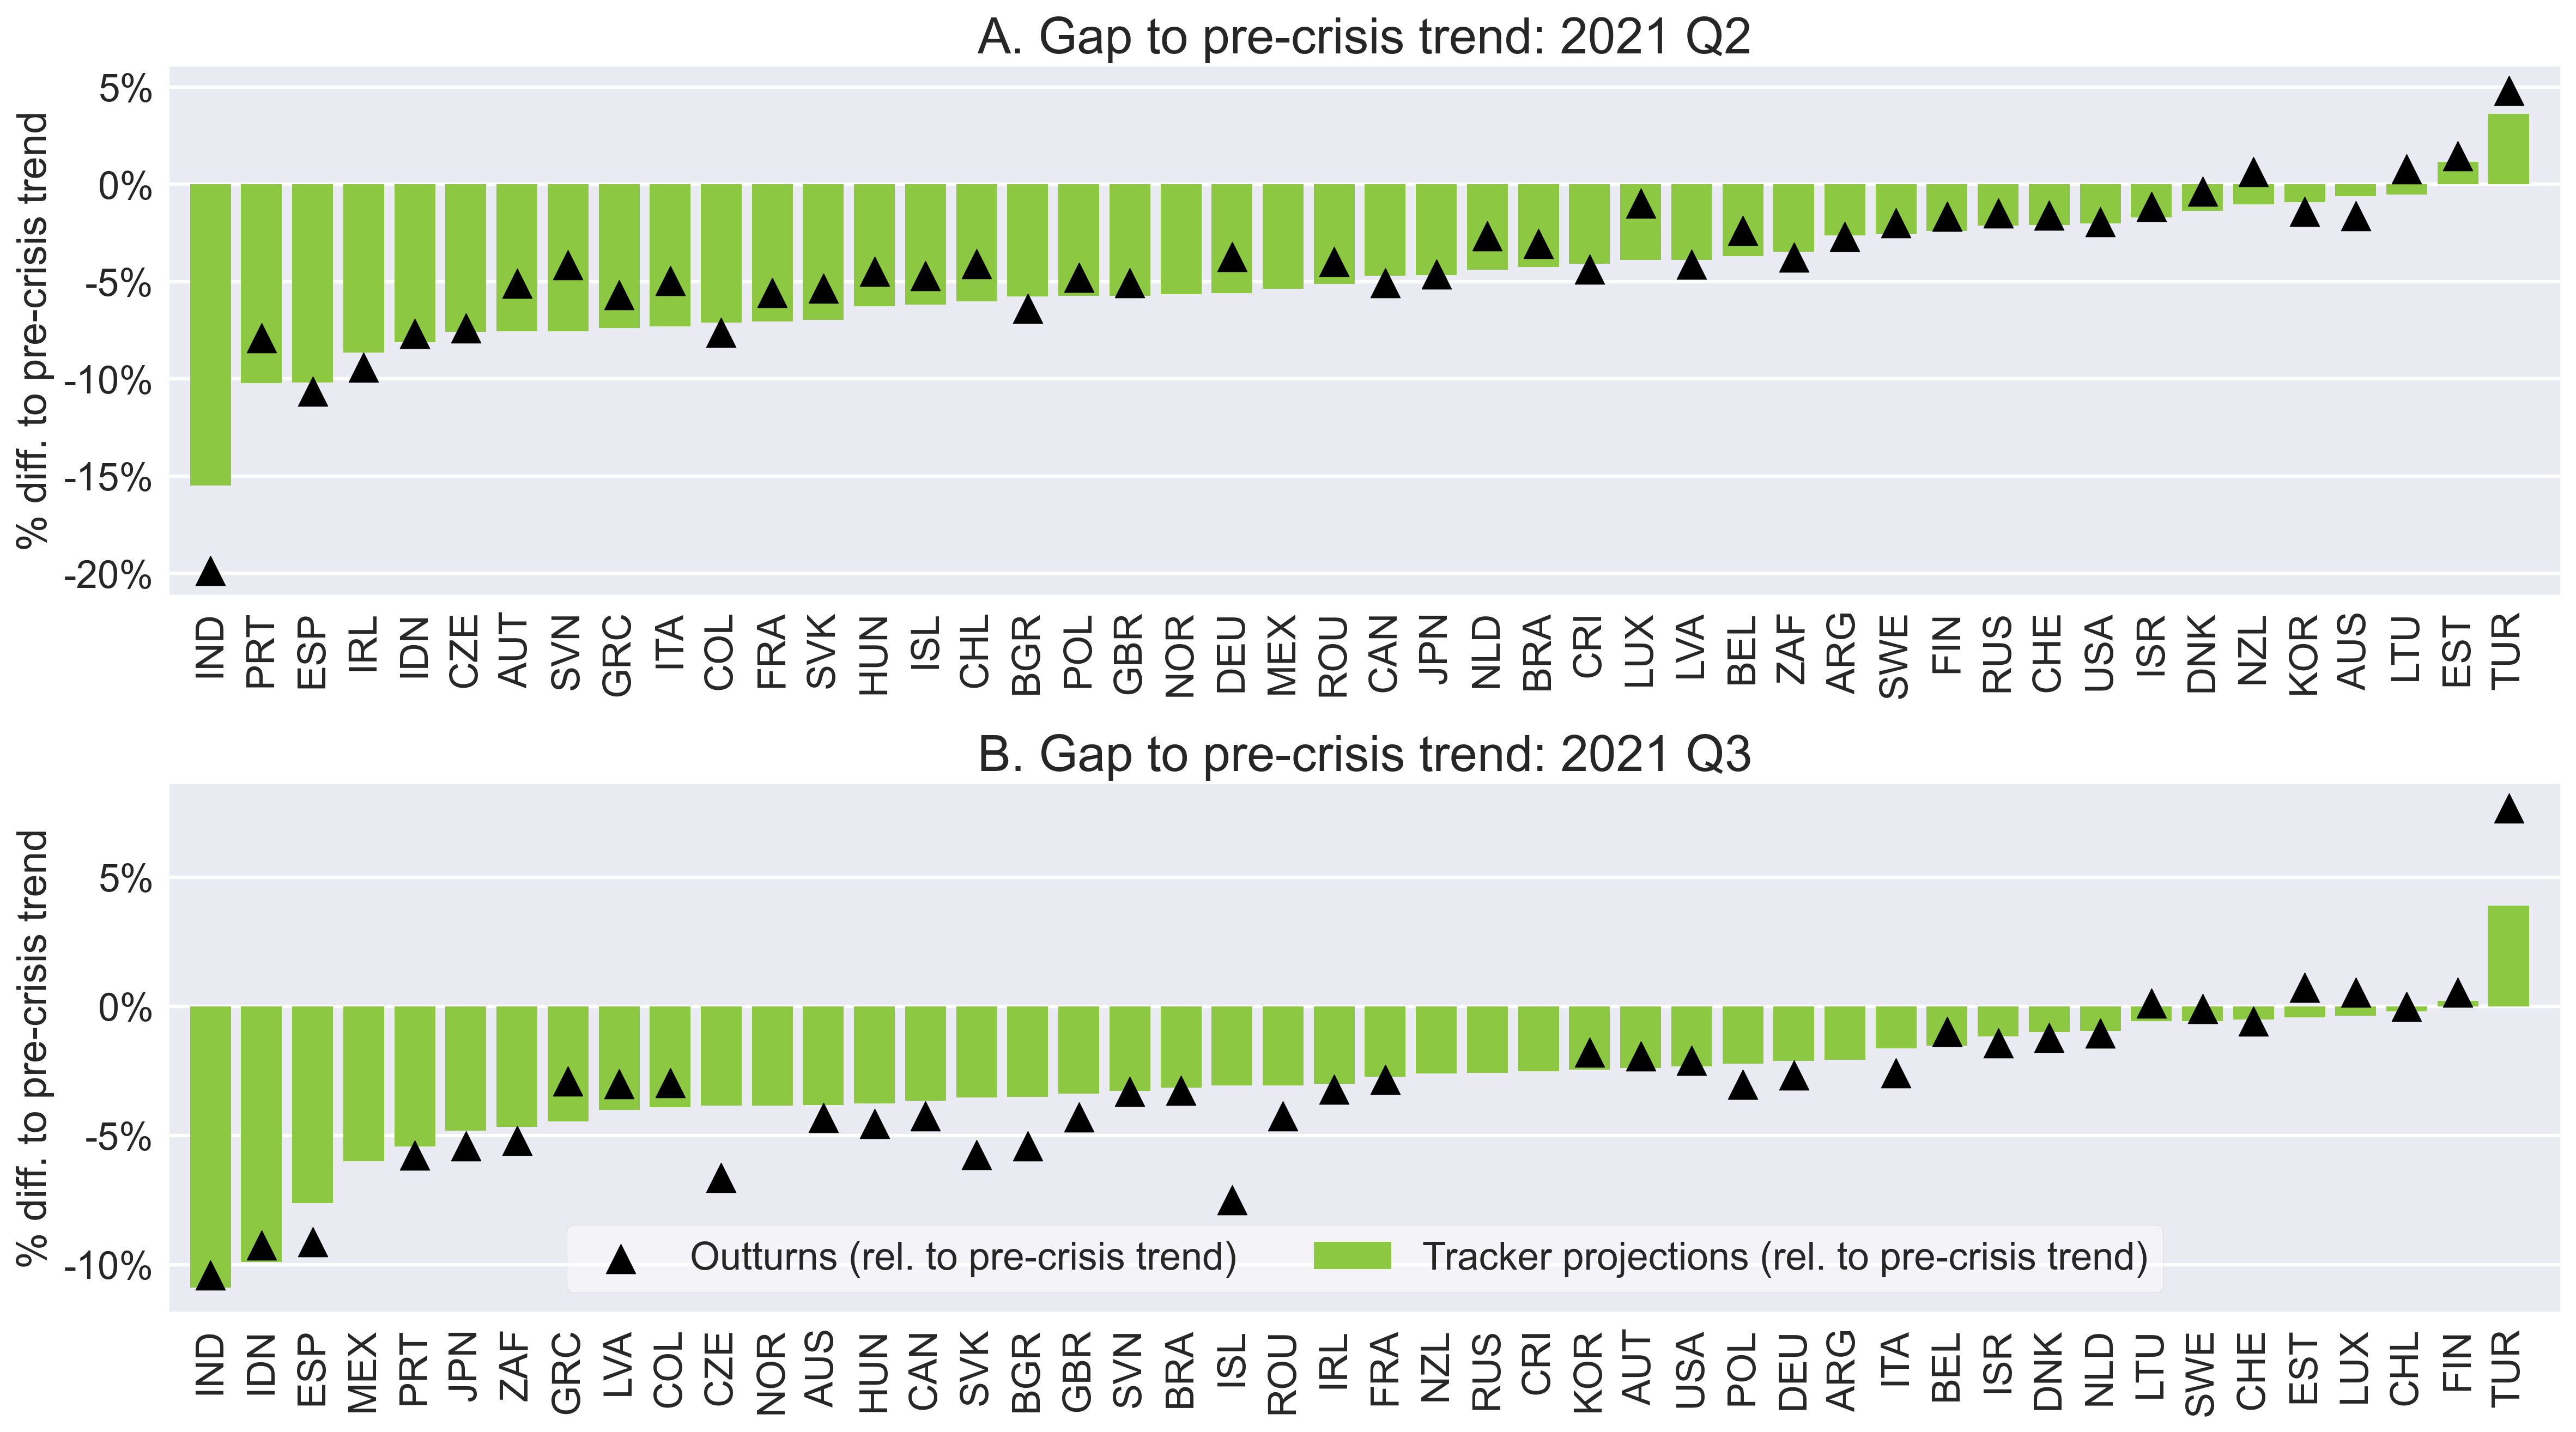 A. Gap to pre-crisis trend: 2021 Q2
% diff. to pre-crisis trend
5%
0%
-5%
-10%
-15%
-20%
IND PRT ESP IRL IDN CZE AUT SVN GRC ITA COL FRA SVK HUN ISL CHL BGR POL GBR NOR DEU MEX ROU CAN JPN NLD BRA CRI LUX LVA BEL ZAF ARG SWE FIN RUS CHE USA ISR DNK NZL KOR AUS LTU EST TUR
B. Gap to pre-crisis trend: 2021 Q3
% diff. to pre-crisis trend
5%
0%
-5%
-10%
Outturns (rel. to pre-crisis trend) Tracker projections (rel. to pre-crisis trend)
IND IDN ESP MEX PRT JPN ZAF GRC LVA COL CZE NOR AUS HUN CAN SVK BGR GBR SVN BRA ISL ROU IRL FRA NZL RUS CRI KOR AUT USA POL DEU ARG ITA BEL ISR DNK NLD LTU SWE CHE EST LUX CHL FIN TUR